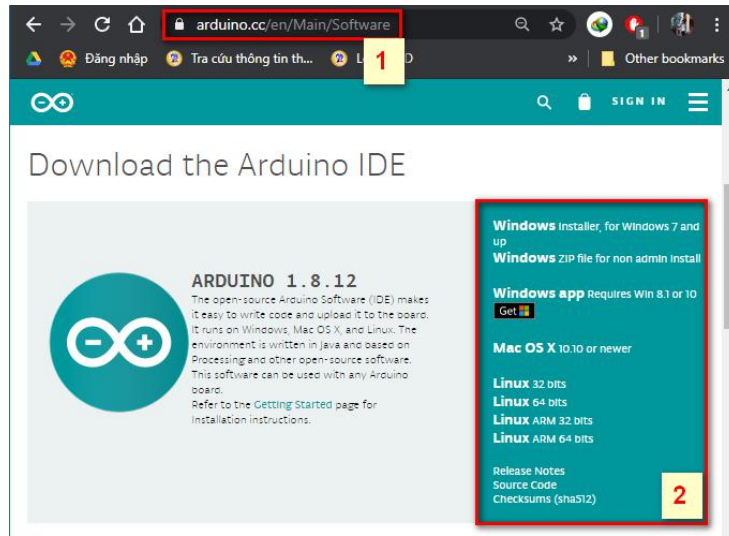 arduino.cc/en/Main/Software
1
Đăng nhập Tra cứu thông tin th... Other bookmarks
SIGN IN
Download the Arduino IDE
ARDUINO 1.8.12
The open-source Arduino Software (IDE) makes
it easy to write code and upload it to the board.
It runs on Windows, Mac OS X, and Linux. The
environment is written in Java and based on
Processing and other open-source software.
This software can be used with any Arduino
board.
Refer to the Getting Started page for
Installation instructions.
Windows Installer, for Windows 7 and
up
Windows ZIP file for non admin install
Windows app Requires Win 8.1 or 10
Get
Mac OS X 10.10 or newer
Linux 32 bits
Linux 64 bits
Linux ARM 32 bits
Linux ARM 64 bits
Release Notes
Source Code
Checksums (sha512)
2